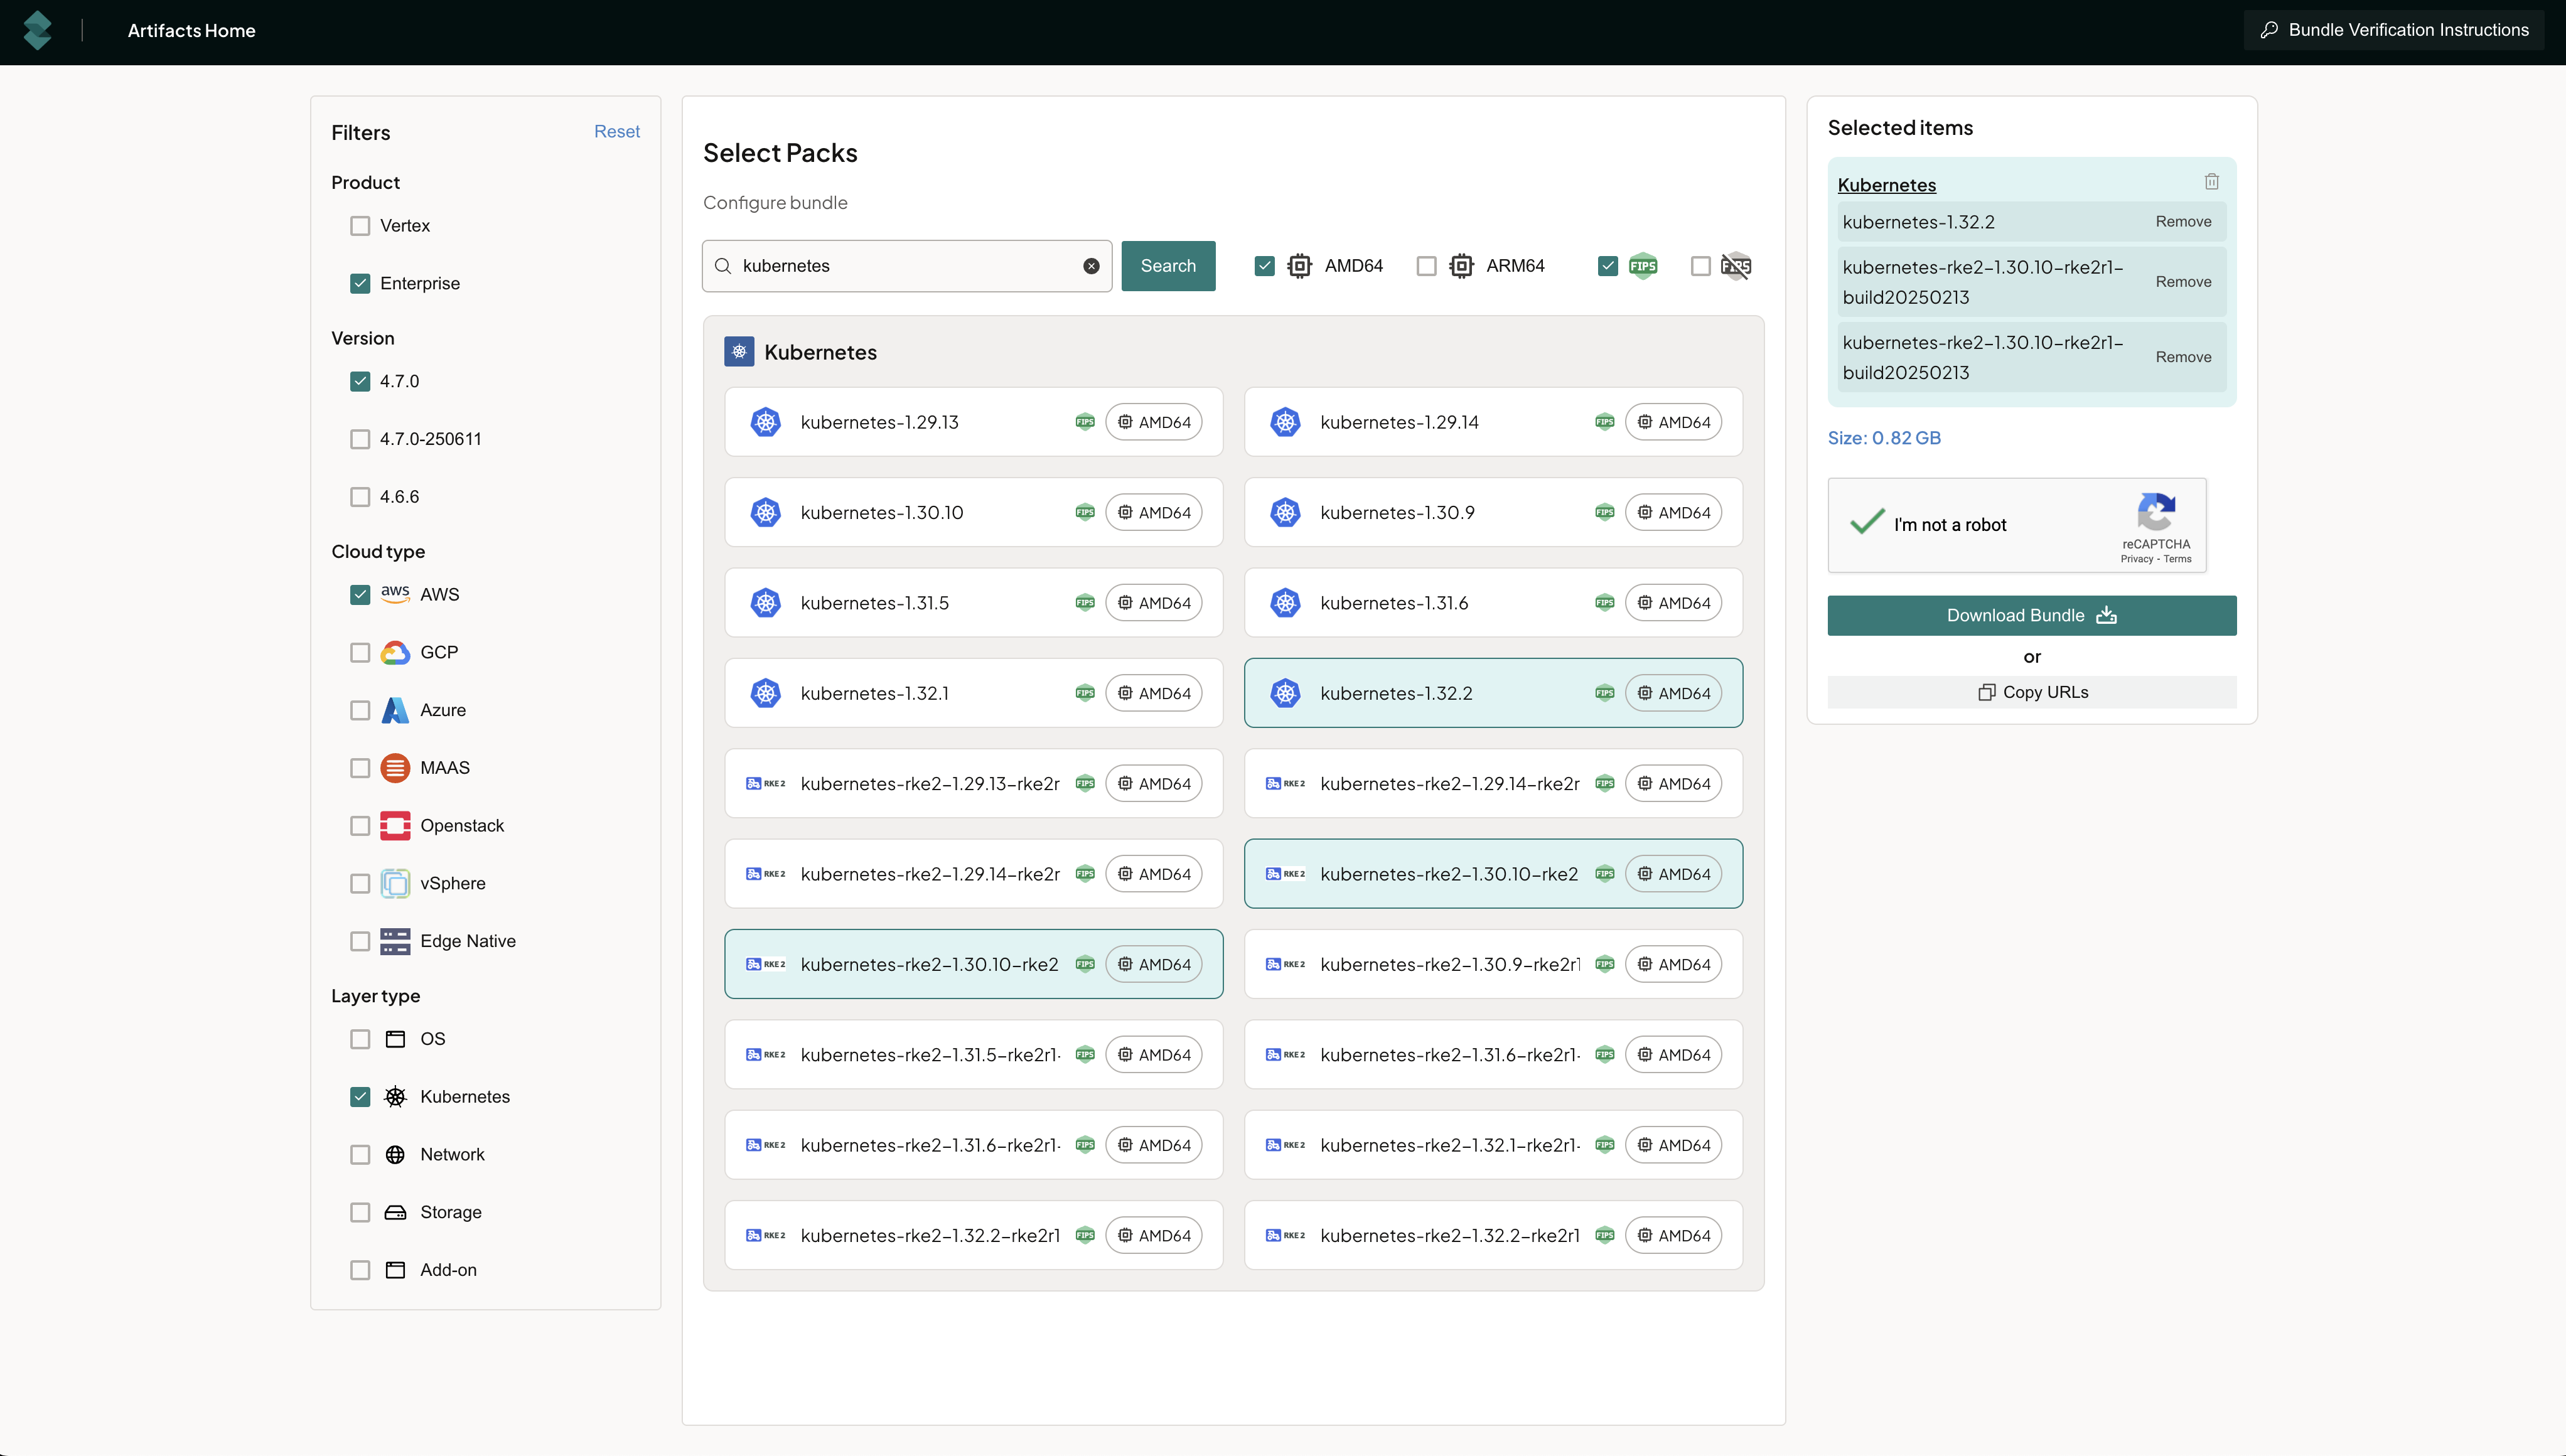 Artifacts Home
Bundle Verification Instructions
Filters
Reset
Product
Vertex
Enterprise
Version
4.7.0
4.7.0-250611
4.6.6
Cloud type
aws AWS
GCP
Azure
MAAS
Openstack
vSphere
Edge Native
Layer type
OS
Kubernetes
Network
Storage
Add-on
Select Packs
Configure bundle
kubernetes
Search
AMD64
ARM64
FIPS
FIPS
Kubernetes
kubernetes-1.29.13 FIPS AMD64
kubernetes-1.29.14 FIPS AMD64
kubernetes-1.30.10 FIPS AMD64
kubernetes-1.30.9 FIPS AMD64
kubernetes-1.31.5 FIPS AMD64
kubernetes-1.31.6 FIPS AMD64
kubernetes-1.32.1 FIPS AMD64
kubernetes-1.32.2 FIPS AMD64
RKE2 kubernetes-rke2-1.29.13-rke2r FIPS AMD64
RKE2 kubernetes-rke2-1.29.14-rke2r FIPS AMD64
RKE2 kubernetes-rke2-1.29.14-rke2r FIPS AMD64
RKE2 kubernetes-rke2-1.30.10-rke2 FIPS AMD64
RKE2 kubernetes-rke2-1.30.10-rke2 FIPS AMD64
RKE2 kubernetes-rke2-1.30.9-rke2r1 FIPS AMD64
RKE2 kubernetes-rke2-1.31.5-rke2r1- FIPS AMD64
RKE2 kubernetes-rke2-1.31.6-rke2r1- FIPS AMD64
RKE2 kubernetes-rke2-1.31.6-rke2r1- FIPS AMD64
RKE2 kubernetes-rke2-1.32.1-rke2r1- FIPS AMD64
RKE2 kubernetes-rke2-1.32.2-rke2r1 FIPS AMD64
RKE2 kubernetes-rke2-1.32.2-rke2r1 FIPS AMD64
Selected items
Kubernetes
kubernetes-1.32.2 Remove
kubernetes-rke2-1.30.10-rke2r1-
build20250213
Remove
kubernetes-rke2-1.30.10-rke2r1-
build20250213
Remove
Size: 0.82 GB
I'm not a robot
reCAPTCHA
Privacy - Terms
Download Bundle
or
Copy URLs